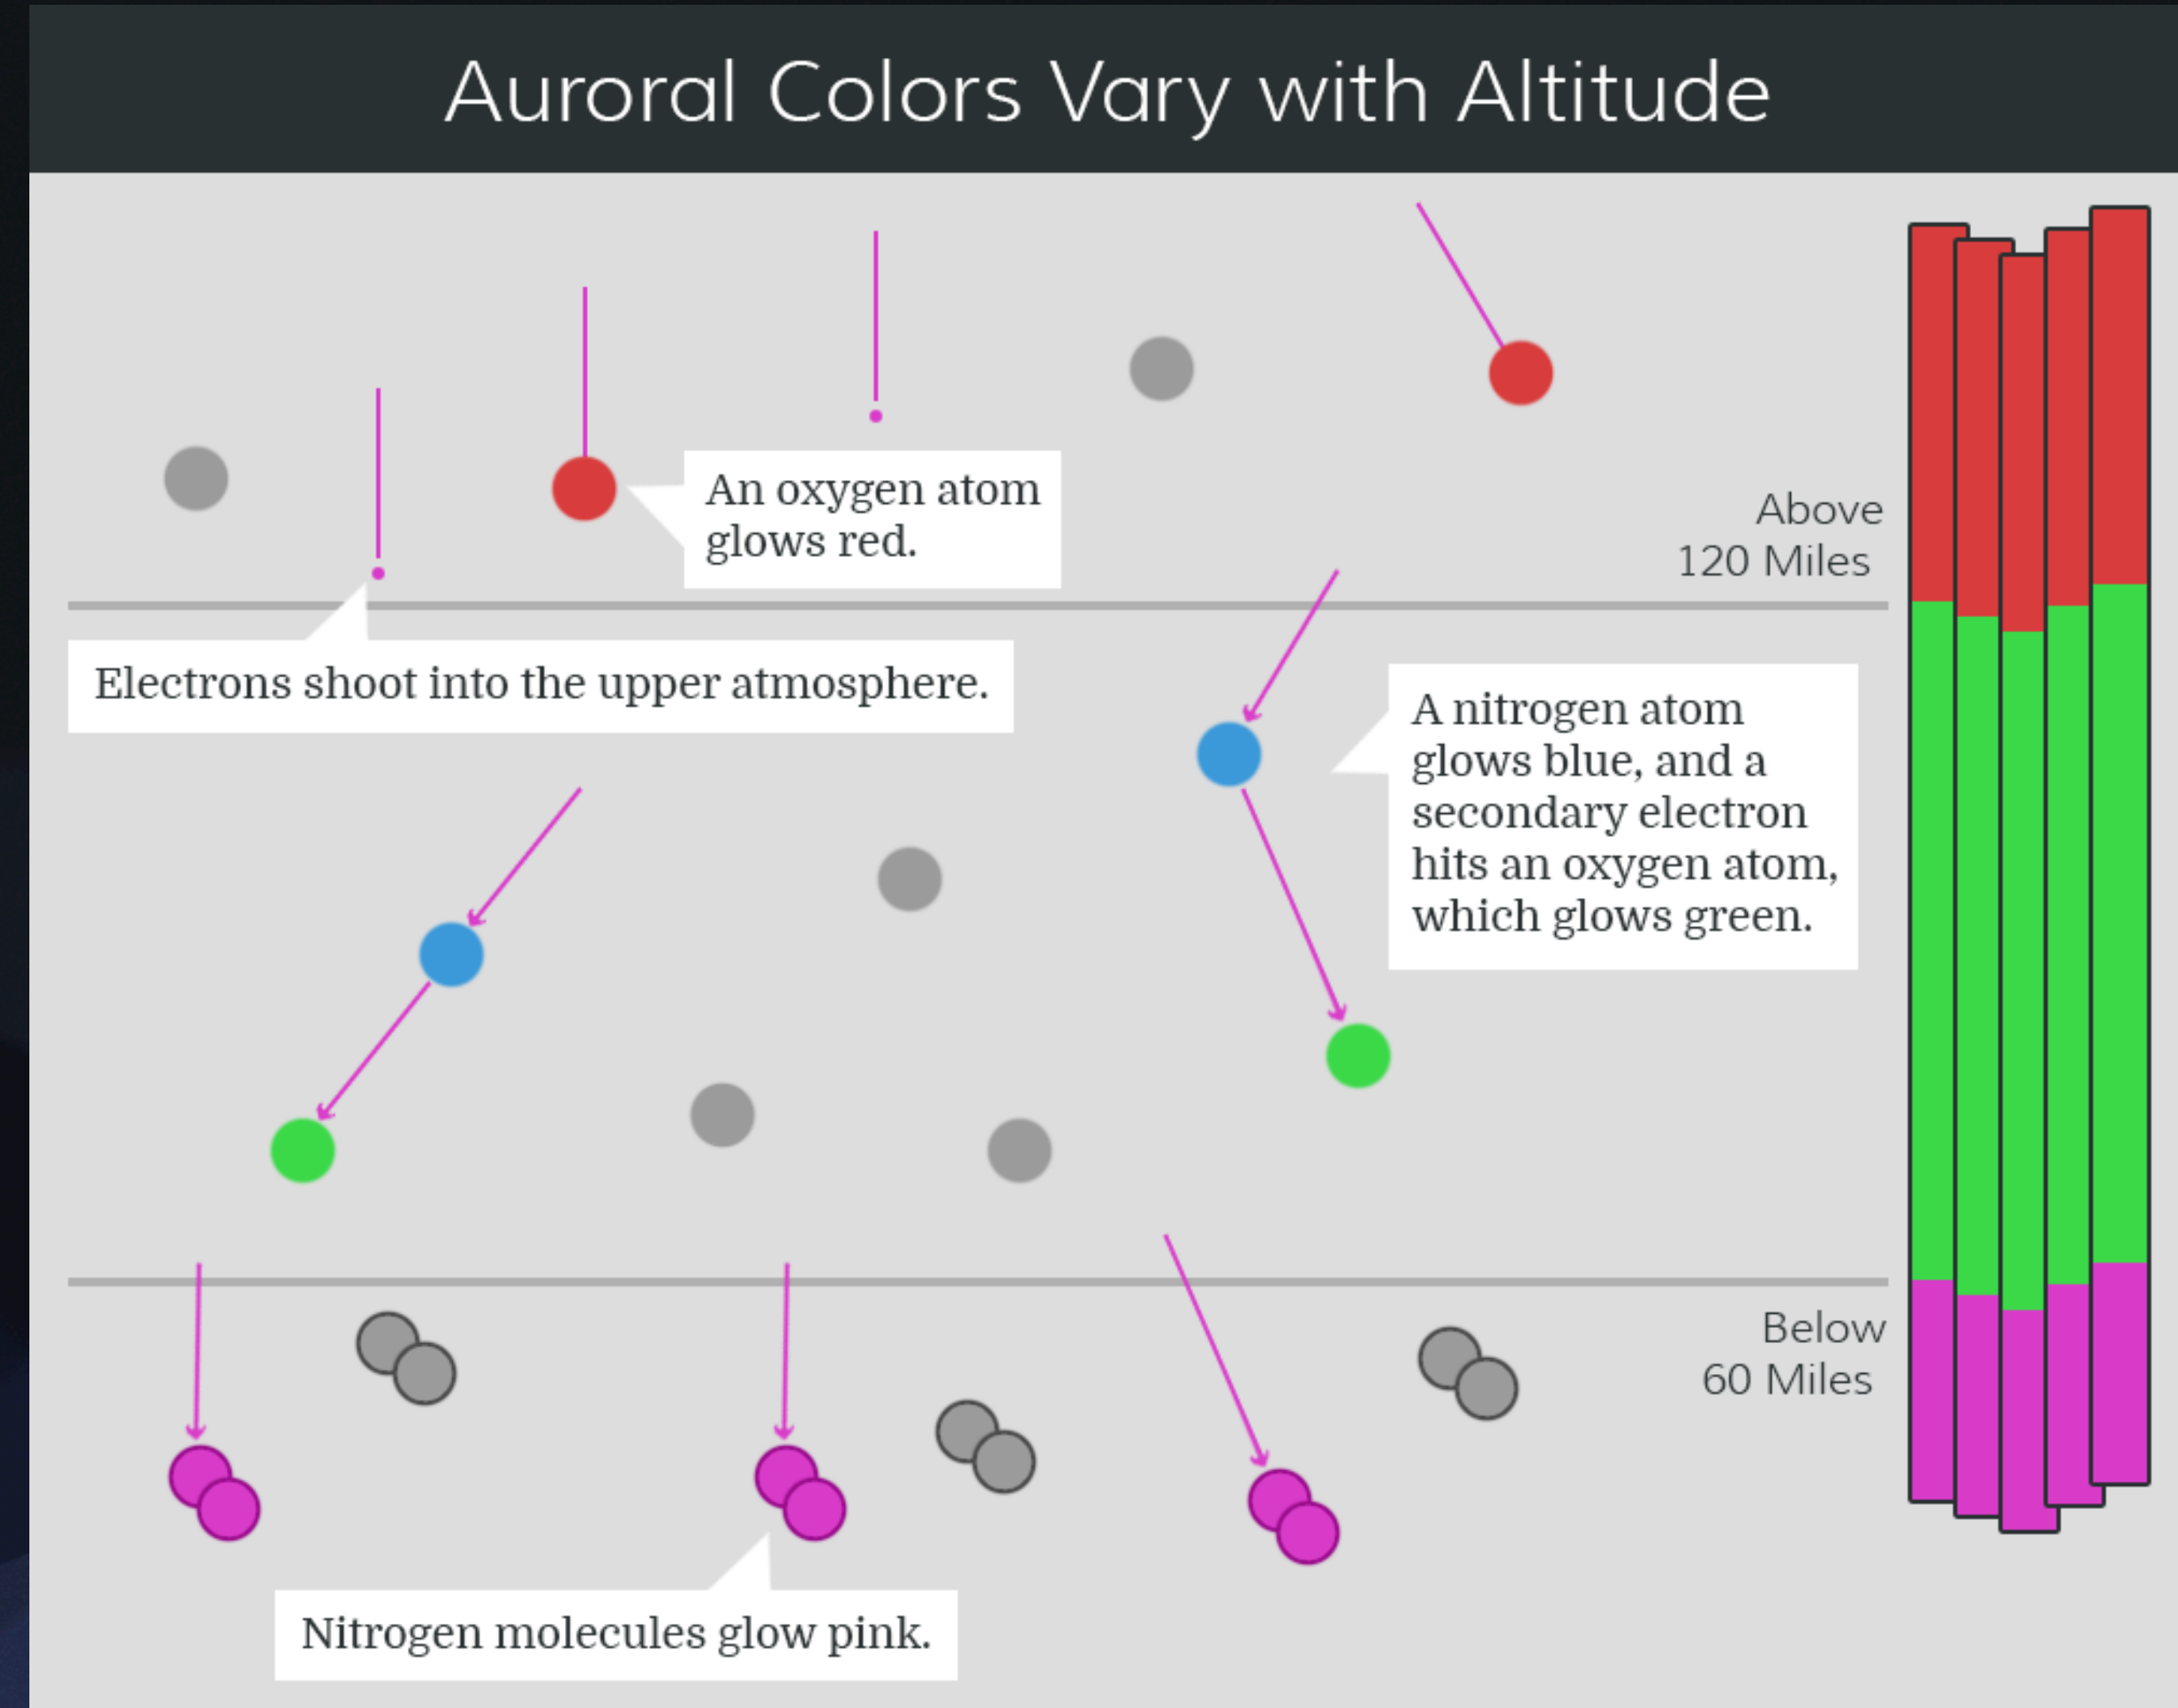 Auroral Colors Vary with Altitude
An oxygen atom
glows red.
Above
120 Miles
Electrons shoot into the upper atmosphere.
A nitrogen atom
glows blue, and a
secondary electron
hits an oxygen atom,
which glows green.
Below
60 Miles
Nitrogen molecules glow pink.